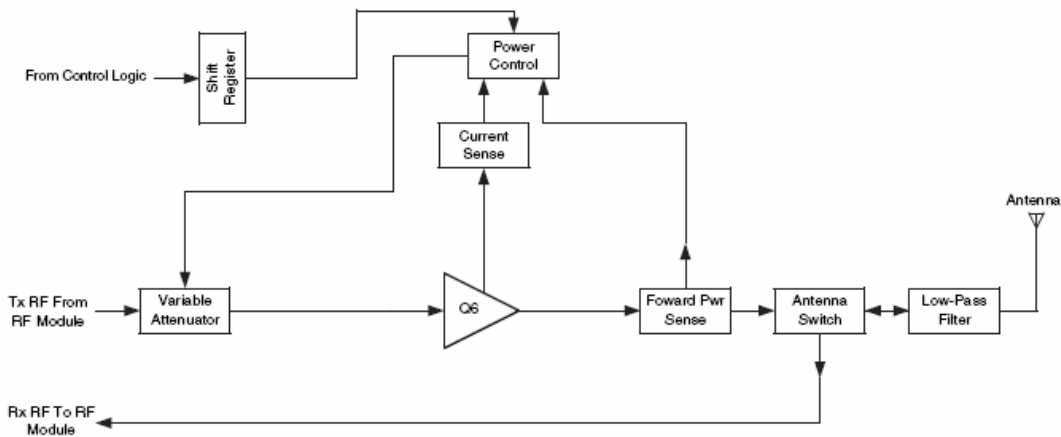 Power
Control
From Control Logic
Shift
Register
Current
Sense
Antenna
Tx RF From
RF Module
Variable
Attenuator
Q6
Foward Pwr
Sense
Antenna
Switch
Low-Pass
Filter
Rx RF To RF
Module